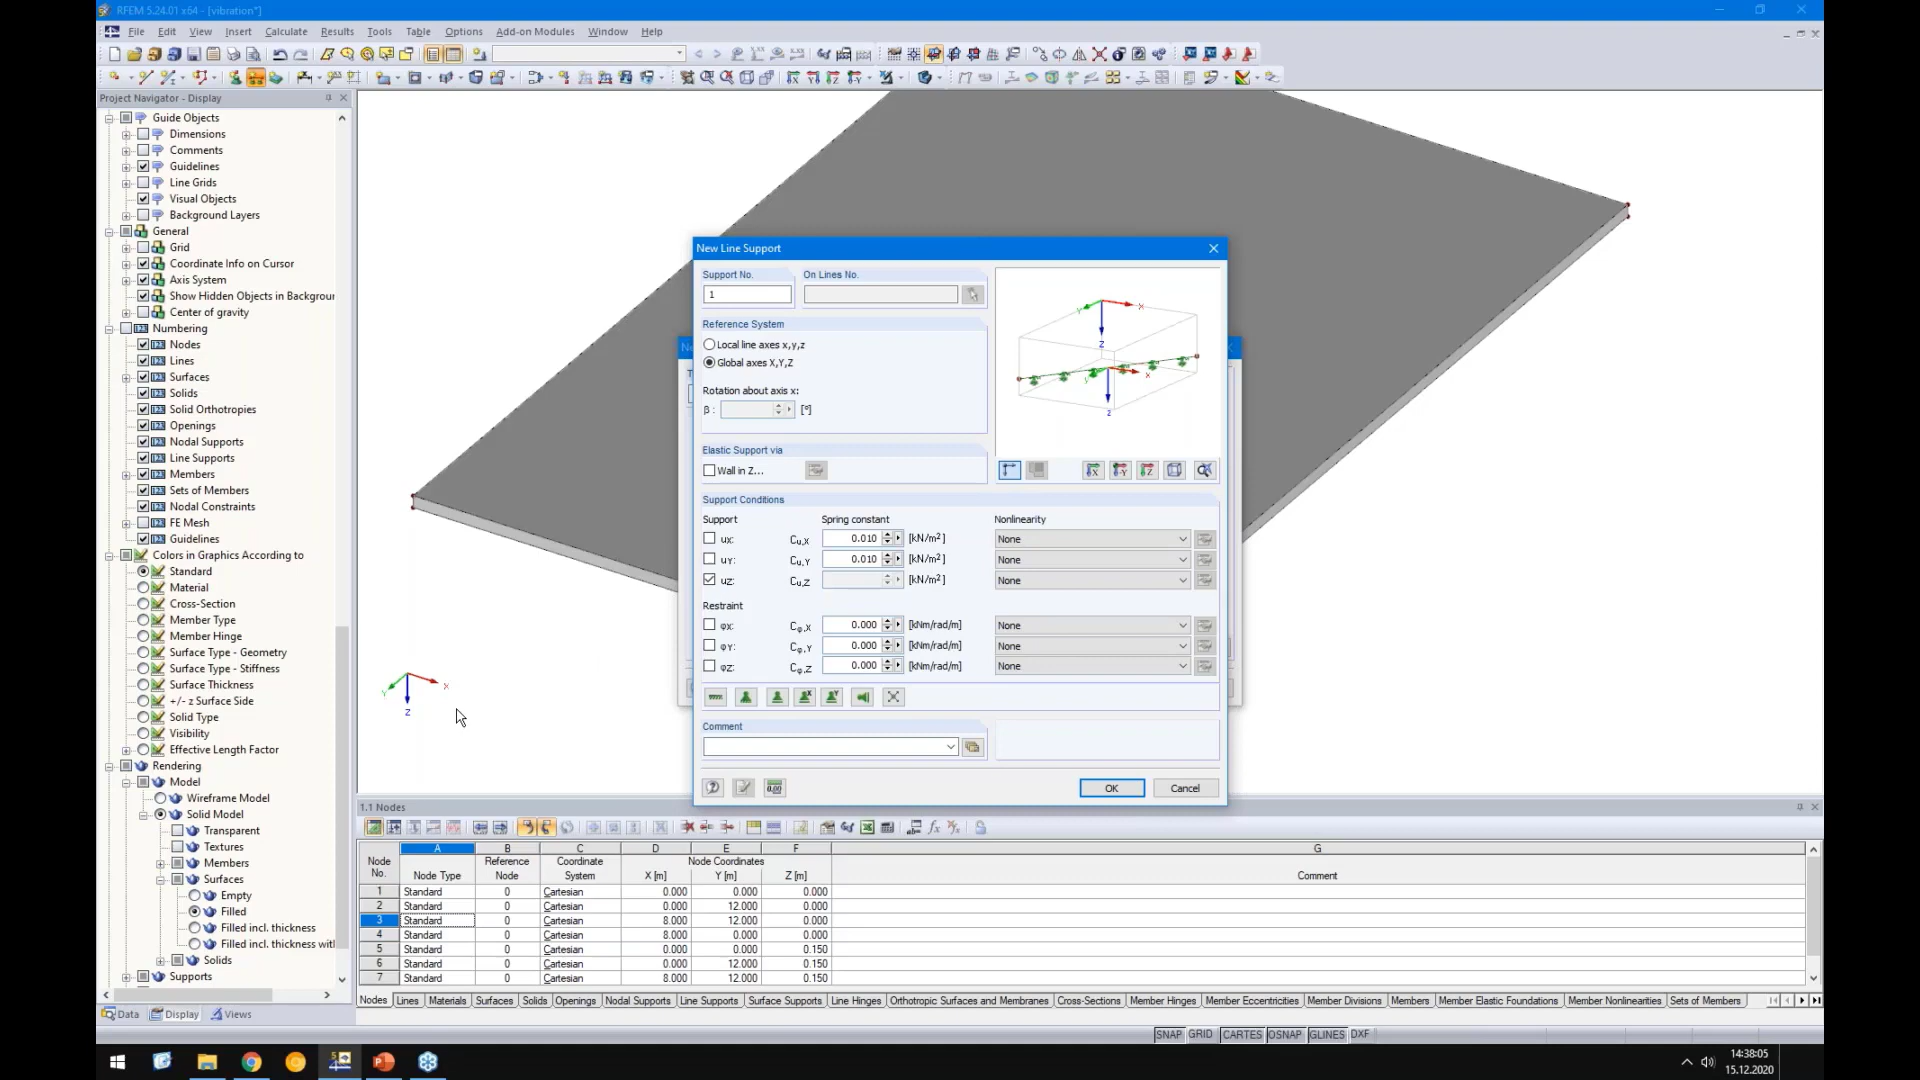 RFEM 5.24.01 x64 - [vibration*]
File Edit View Insert Calculate Results Tools Table Options Add-on Modules Window Help
Project Navigator - Display
Guide Objects
Dimensions
Comments
Guidelines
Line Grids
Visual Objects
Background Layers
General
Grid
Coordinate Info on Cursor
Axis System
Show Hidden Objects in Backgrour
Center of gravity
Numbering
Nodes
Lines
Surfaces
Solids
Solid Orthotropies
Openings
Nodal Supports
Line Supports
Members
Sets of Members
Nodal Constraints
FE Mesh
Guidelines
Colors in Graphics According to
Standard
Material
Cross-Section
Member Type
Member Hinge
Surface Type - Geometry
Surface Type - Stiffness
Surface Thickness
+/- z Surface Side
Solid Type
Visibility
Effective Length Factor
Rendering
Model
Wireframe Model
Solid Model
Transparent
Textures
Members
Surfaces
Empty
Filled
Filled incl. thickness
Filled incl. thickness with
Solids
Supports
Data Display Views
Y X
Z
New Line Support
Support No. On Lines No.
1
Reference System
Local line axes x,y,z
Global axes X,Y,Z
Rotation about axis x:
β : [°]
Elastic Support via
Wall in Z...
Support Conditions
Support Spring constant Nonlinearity
uX: Cu,X 0.010 [kN/m2] None
uY: Cu,Y 0.010 [kN/m2] None
uZ: Cu,Z [kN/m2] None
Restraint
φX: Cφ,X 0.000 [kNm/rad/m] None
φY: Cφ,Y 0.000 [kNm/rad/m] None
φZ: Cφ,Z 0.000 [kNm/rad/m] None
Comment
OK Cancel
1.1 Nodes
A B C D E F G
Node Reference Coordinate Node Coordinates
No. Node Type Node System X [m] Y [m] Z [m] Comment
1 Standard 0 Cartesian 0.000 0.000 0.000
2 Standard 0 Cartesian 0.000 12.000 0.000
3 Standard 0 Cartesian 8.000 12.000 0.000
4 Standard 0 Cartesian 8.000 0.000 0.000
5 Standard 0 Cartesian 0.000 0.000 0.150
6 Standard 0 Cartesian 0.000 12.000 0.150
7 Standard 0 Cartesian 8.000 12.000 0.150
Nodes Lines Materials Surfaces Solids Openings Nodal Supports Line Supports Surface Supports Line Hinges Orthotropic Surfaces and Membranes Cross-Sections Member Hinges Member Eccentricities Member Divisions Members Member Elastic Foundations Member Nonlinearities Sets of Members
SNAP GRID CARTES OSNAP GLINES DXF
14:38:05
15.12.2020